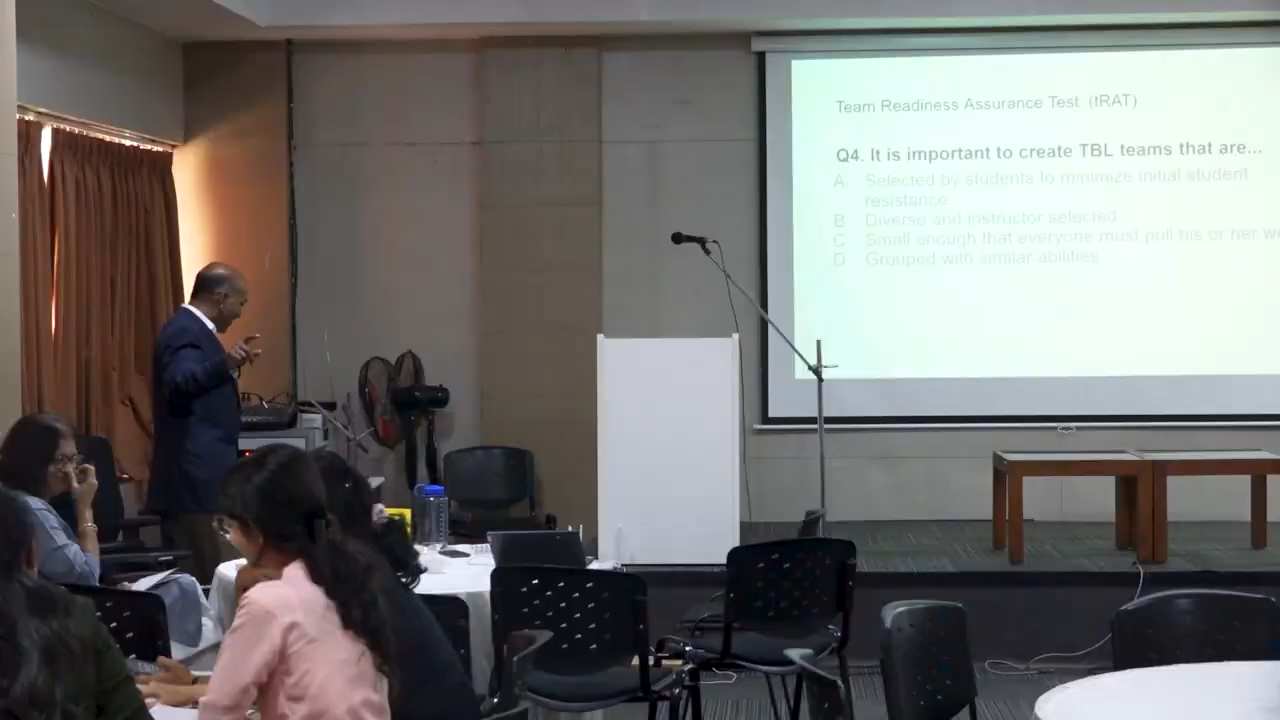 Team Readiness Assurance Test (tRAT)
Q4. It is important to create TBL teams that are...
A Selected by students to minimize initial student
resistance
B Diverse and instructor selected
C Small enough that everyone must pull his or her
D Grouped with similar abilities